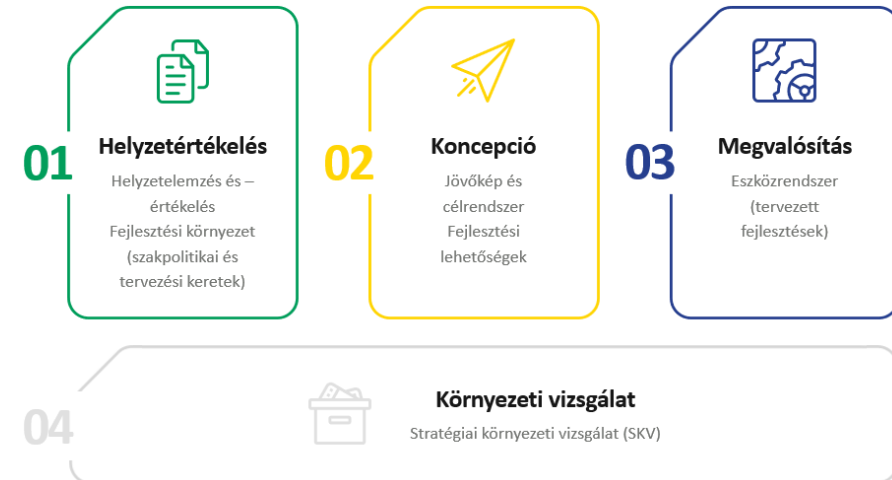 01
Helyzetértékelés
Helyzetelemzés és –
értékelés
Fejlesztési környezet
(szakpolitikai és
tervezési keretek)
02
Koncepció
Jövőkép és
célrendszer
Fejlesztési
lehetőségek
03
Megvalósítás
Eszközrendszer
(tervezett
fejlesztések)
04
Környezeti vizsgálat
Stratégiai környezeti vizsgálat (SKV)